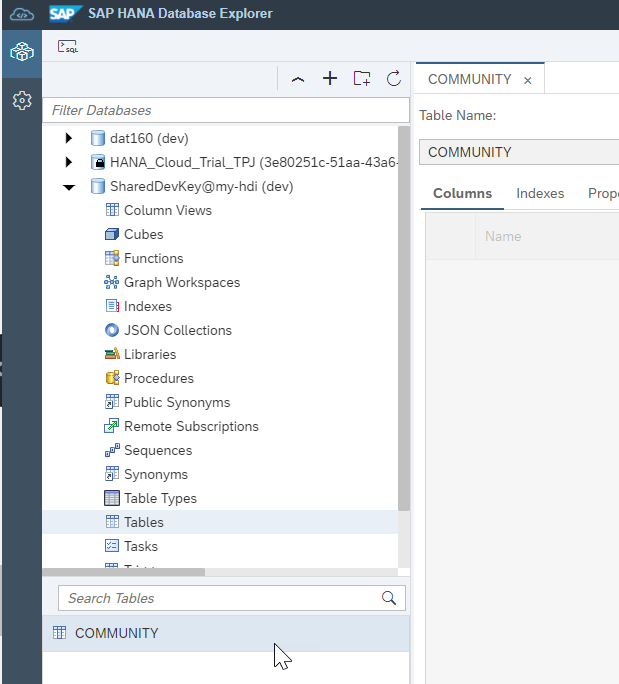 SAP SAP HANA Database Explorer
SQL
Filter Databases
dat160 (dev)
HANA_Cloud_Trial_TPJ (3e80251c-51aa-43a6-
SharedDevKey@my-hdi (dev)
Column Views
Cubes
Functions
Graph Workspaces
Indexes
JSON Collections
Libraries
Procedures
Public Synonyms
Remote Subscriptions
Sequences
Synonyms
Table Types
Tables
Tasks
Search Tables
COMMUNITY
COMMUNITY ×
Table Name:
COMMUNITY
Columns Indexes Prope
Name